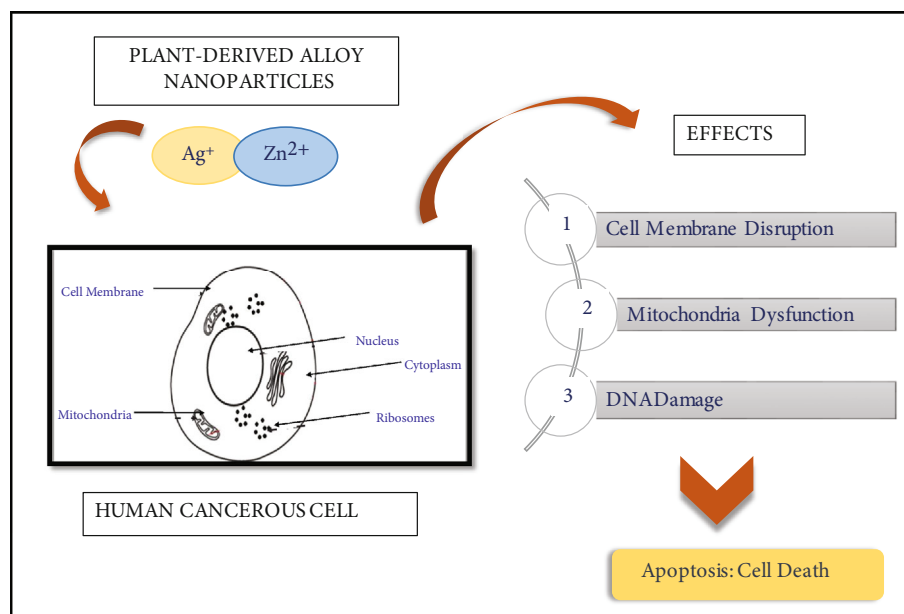 PLANT-DERIVED ALLOY
NANOPARTICLES
Ag⁺
Zn²⁺
Cell Membrane
Nucleus
Cytoplasm
Mitochondria
Ribosomes
HUMAN CANCEROUS CELL
EFFECTS
1
Cell Membrane Disruption
2
Mitochondria Dysfunction
3
DNADamage
Apoptosis: Cell Death